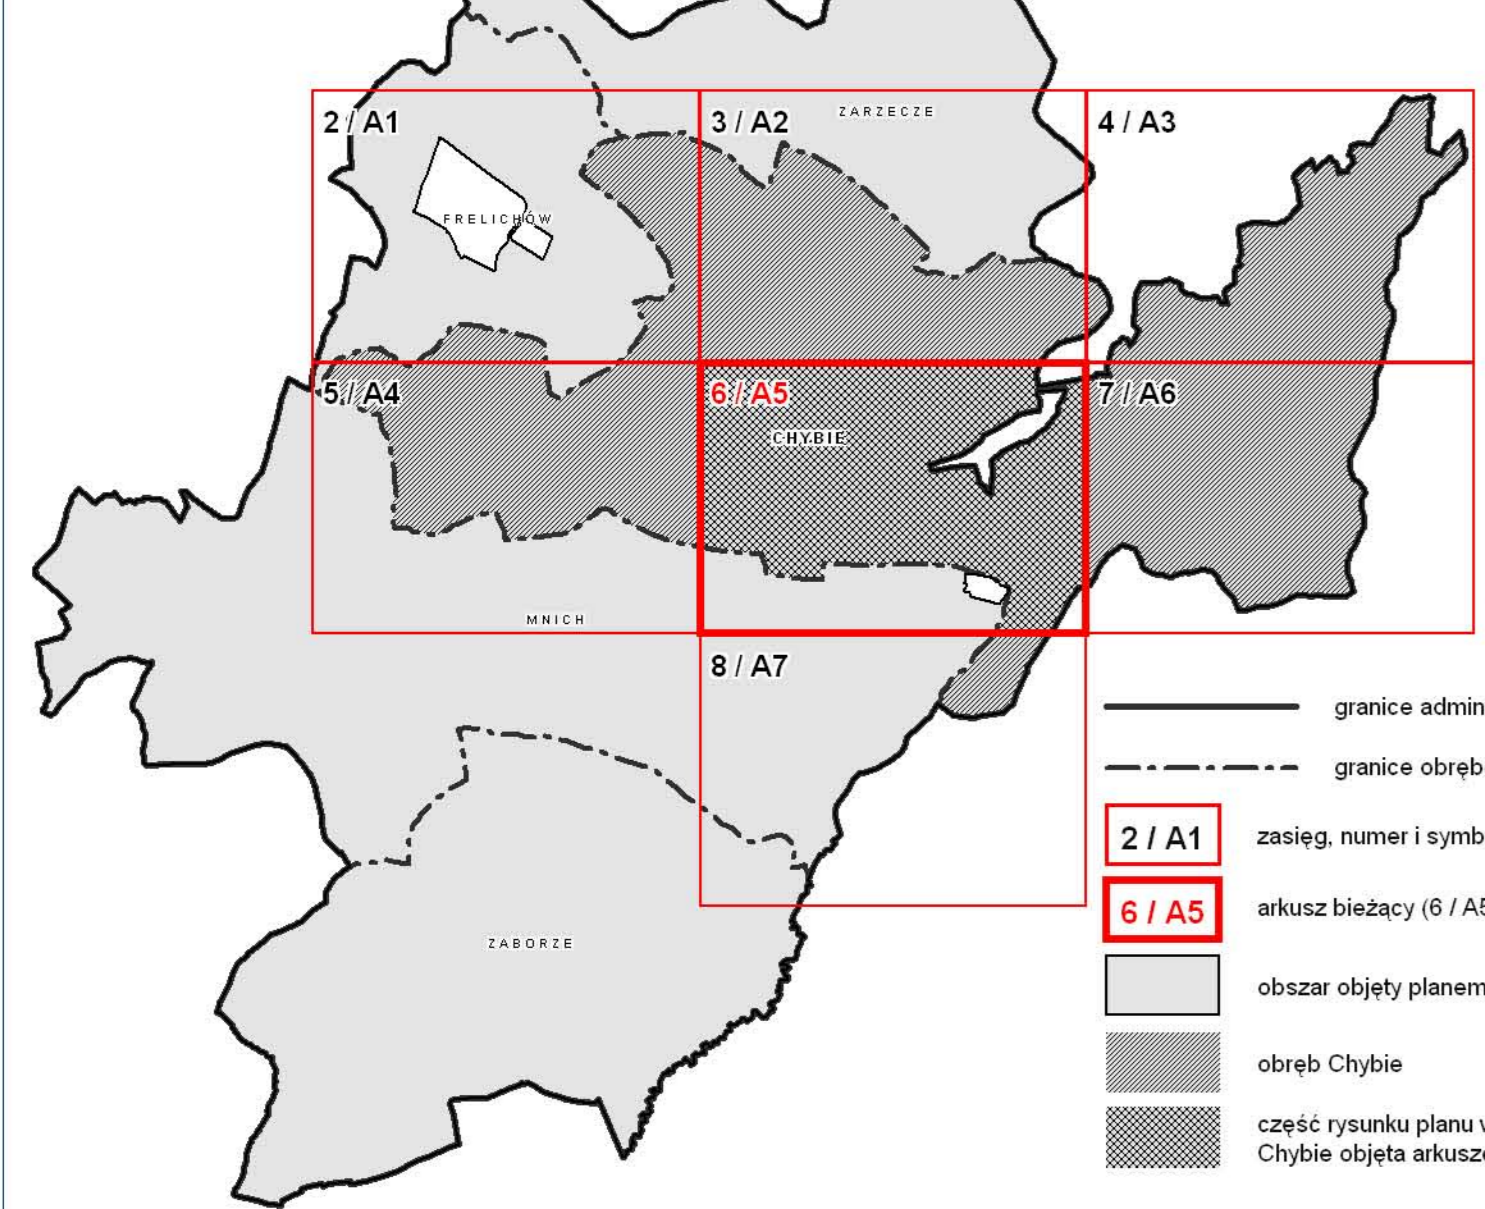 2 / A1
3 / A2
ZARZECZE
4 / A3
FRELICHÓW
5 / A4
6 / A5
7 / A6
CHYBIE
MNICH
8 / A7
granice admin
granice obręb
2 / A1
zasięg, numer i symb
6 / A5
arkusz bieżący (6 / A5
ZABORZE
obszar objęty planem
obręb Chybie
część rysunku planu w
Chybie objęta arkusze